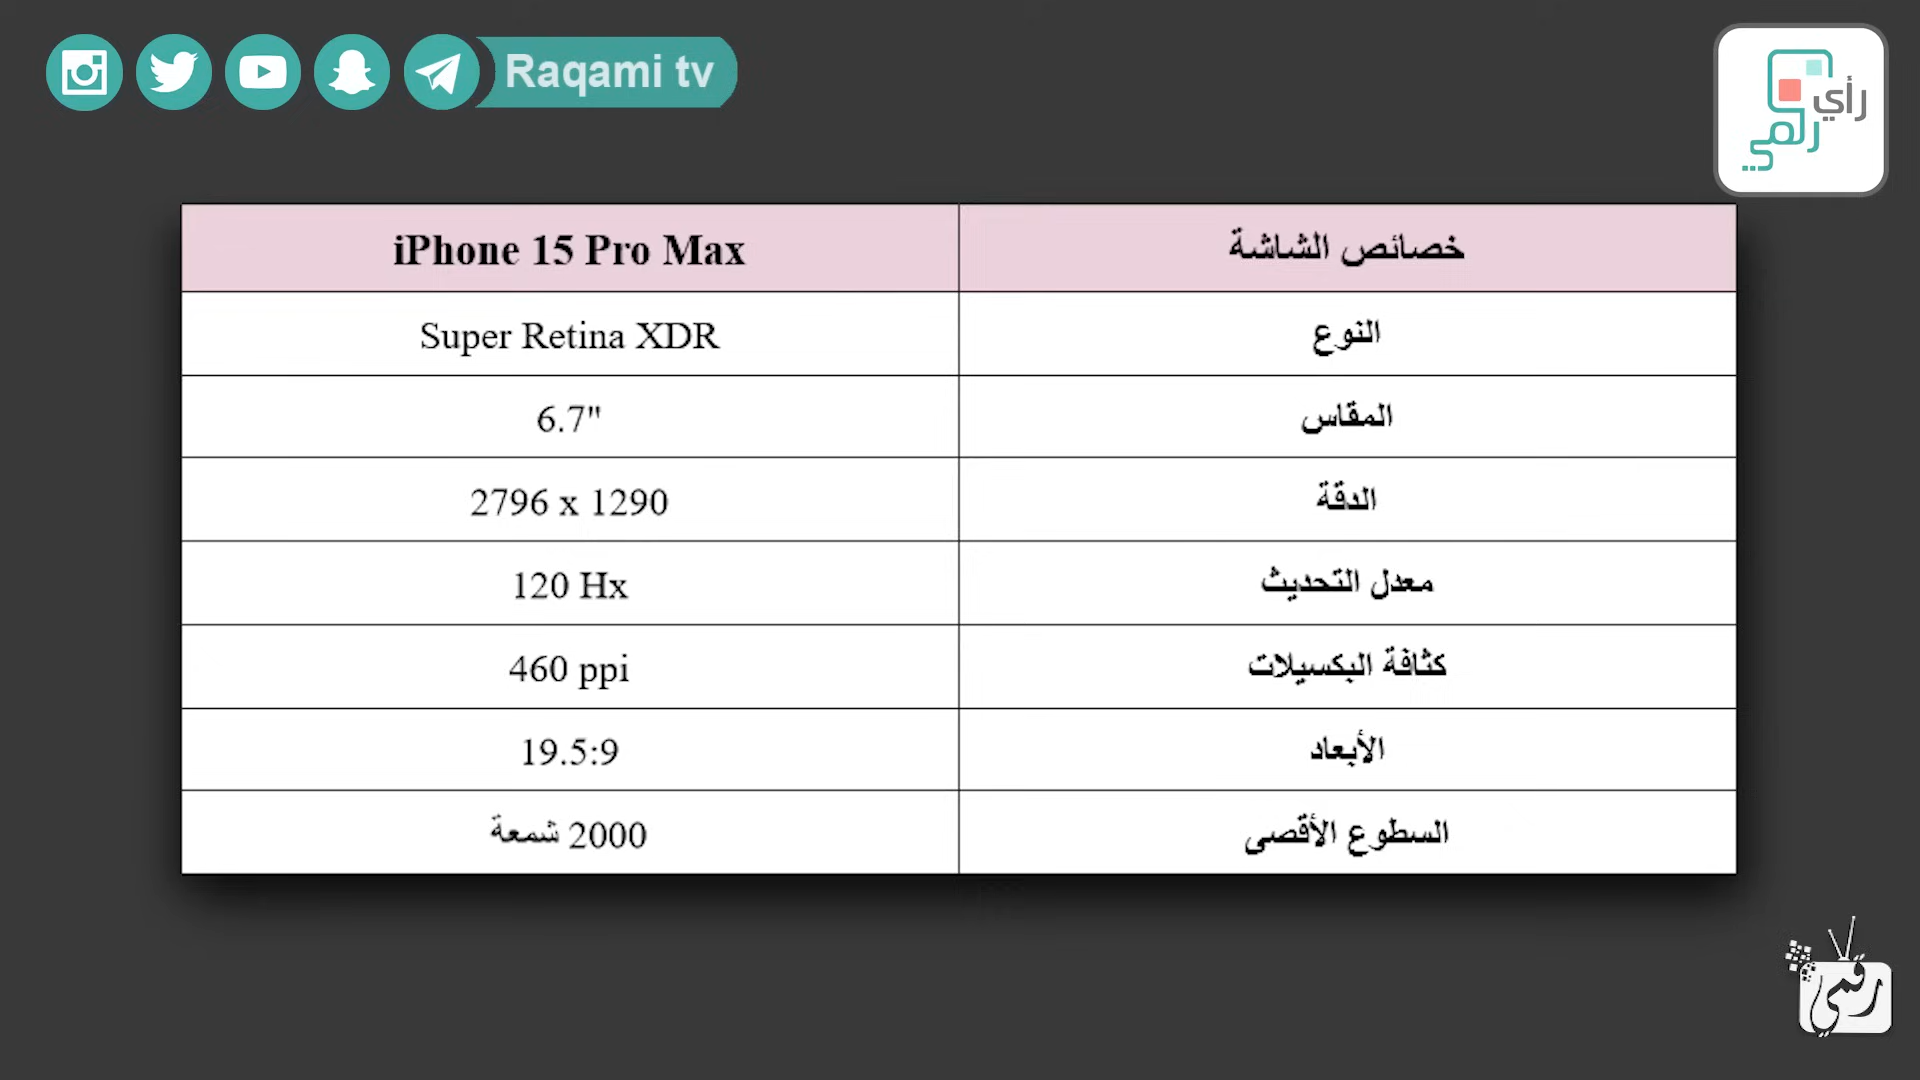 Raqami tv
رأي
رقمي
خصائص الشاشة
iPhone 15 Pro Max
النوع
Super Retina XDR
المقاس
6.7"
الدقة
2796 x 1290
معدل التحديث
120 Hx
كثافة البكسيلات
460 ppi
الأبعاد
19.5:9
السطوع الأقصى
2000 شمعة
رقمي